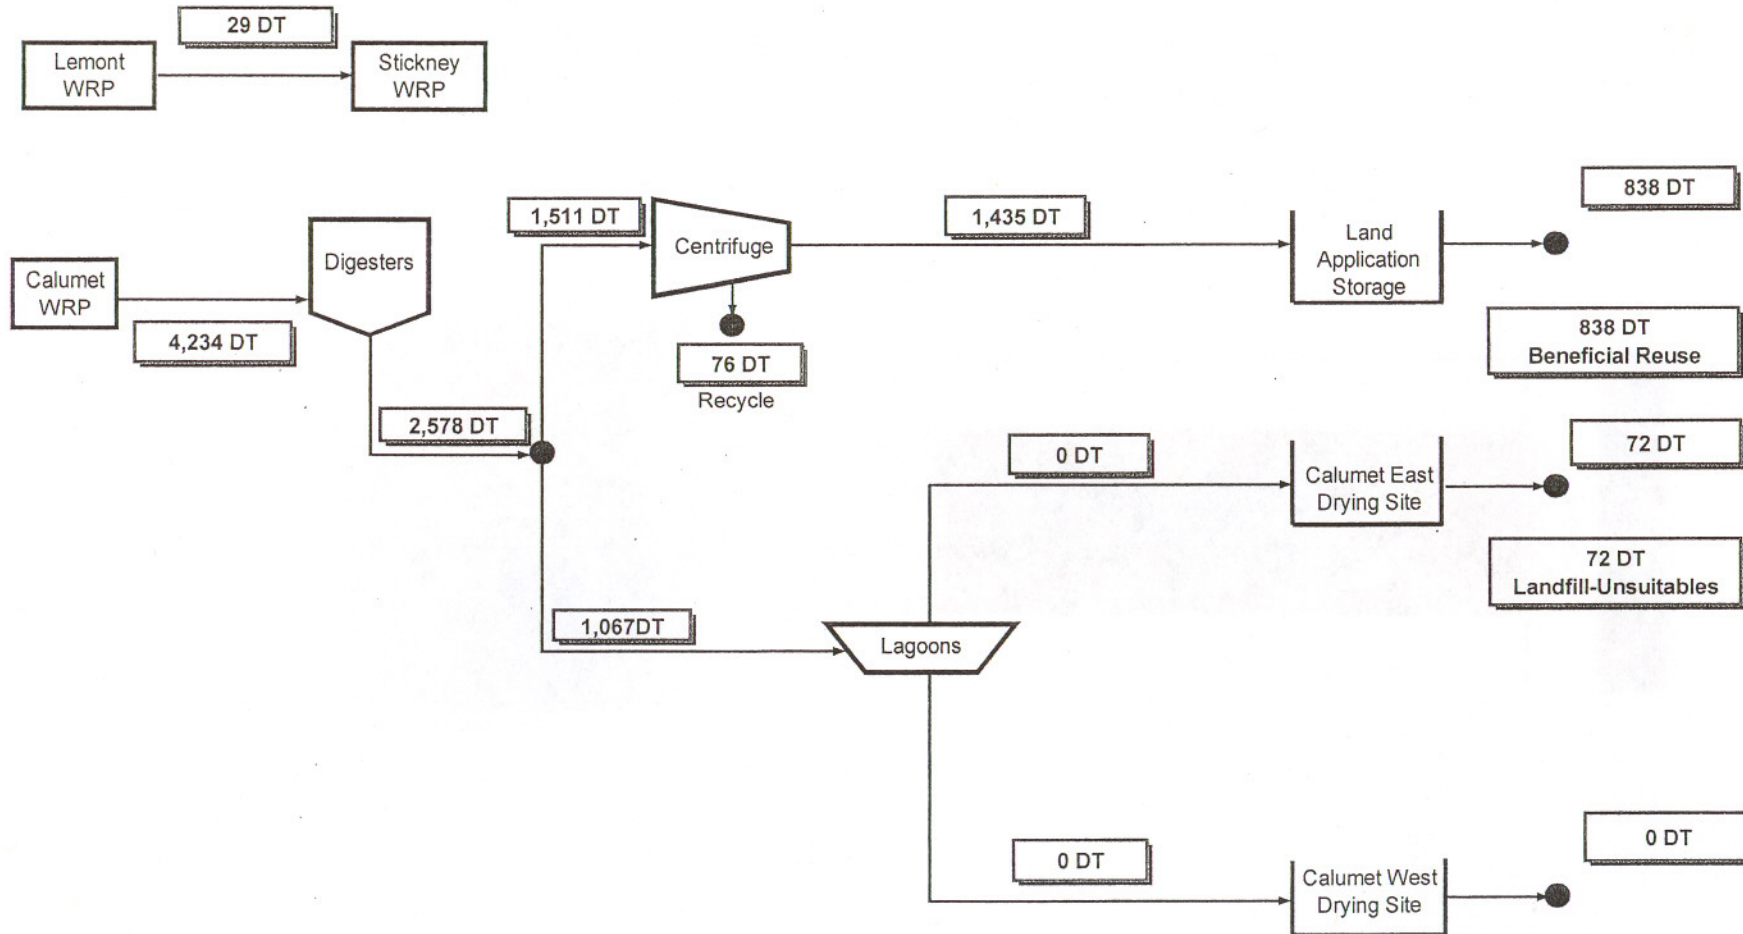 29 DT
Lemont
WRP
Stickney
WRP
838 DT
1,511 DT
1,435 DT
Centrifuge
Land
Application
Storage
Digesters
Calumet
WRP
4,234 DT
76 DT
Recycle
838 DT
Beneficial Reuse
2,578 DT
0 DT
72 DT
Calumet East
Drying Site
72 DT
Landfill-Unsuitables
1,067DT
Lagoons
0 DT
0 DT
Calumet West
Drying Site